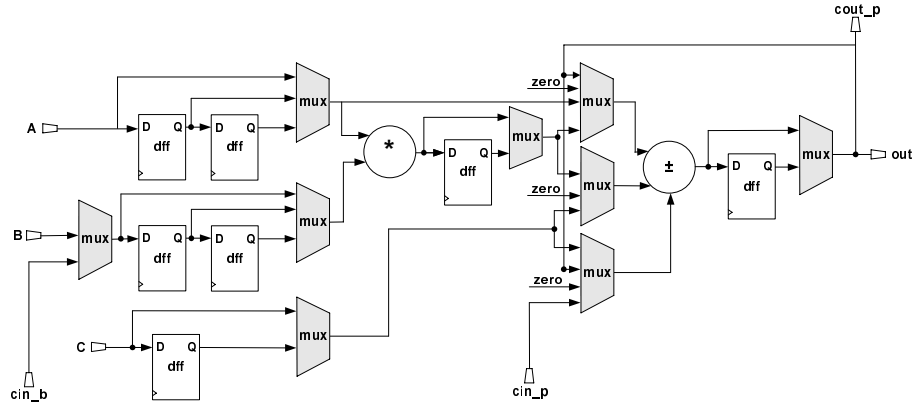 cout_p
zero
mux
mux
A
D Q
dff
D Q
dff
*
mux
D Q
dff
mux
zero
±
mux
D Q
dff
out
B
mux
D Q
dff
D Q
dff
mux
mux
zero
C
D Q
dff
mux
cin_b
cin_p